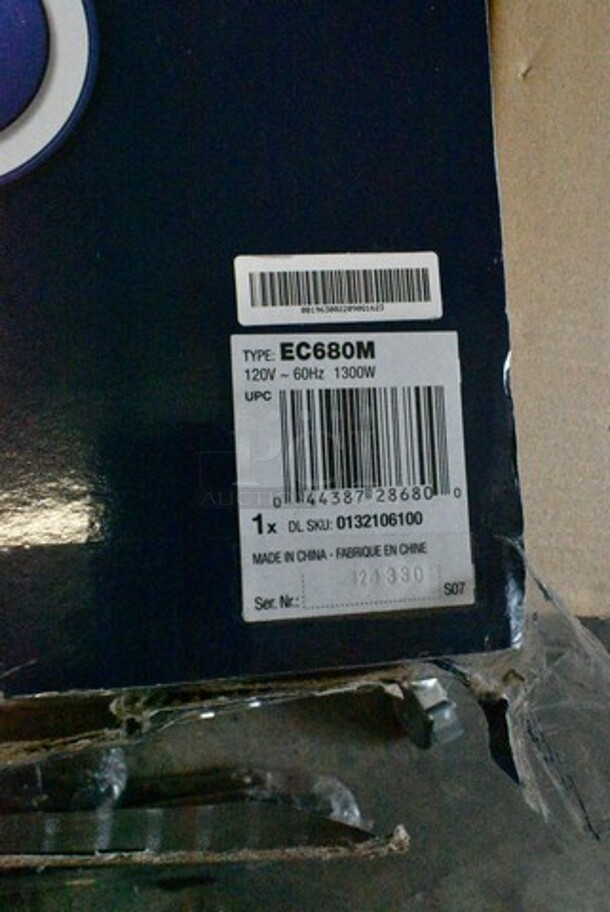 TYPE: EC680M
120V ~ 60Hz 1300W
UPC
0 44387 28680 0
1x DL SKU: 0132106100
MADE IN CHINA - FABRIQUE EN CHINE
Ser. Nr.:
S07